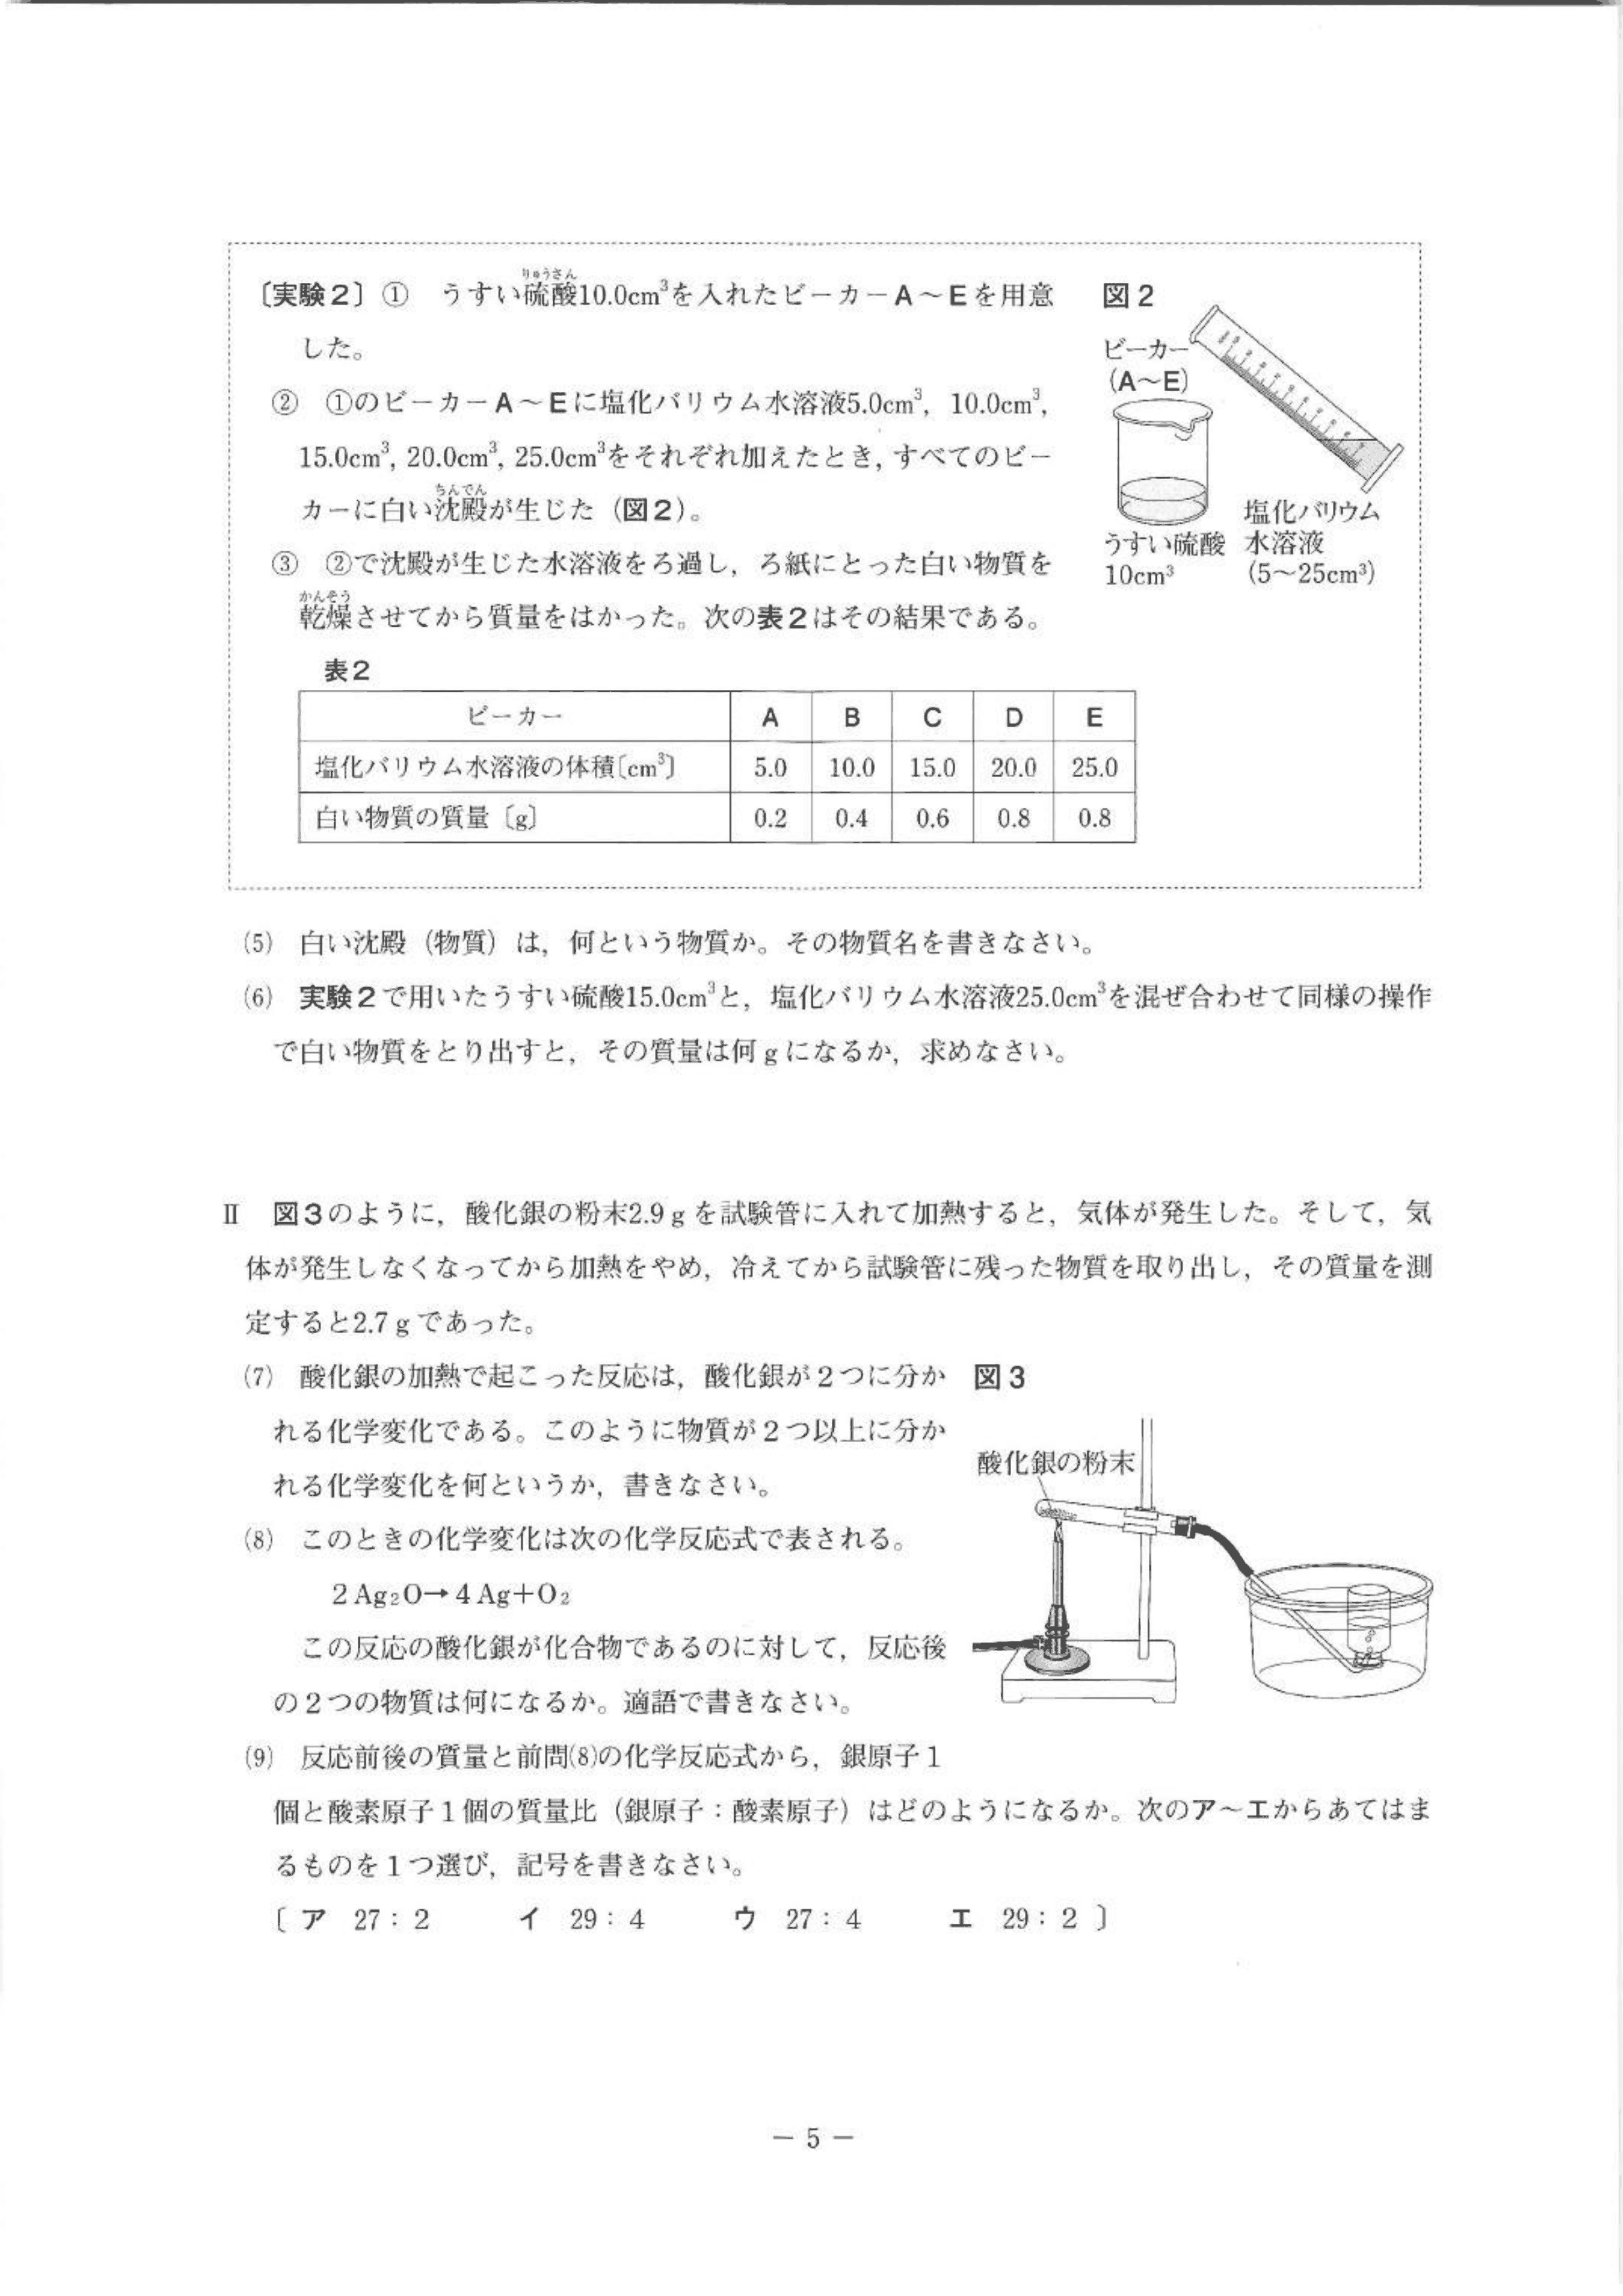 〔実験2〕① うすい硫酸10.0cm³を入れたビーカーA～Eを用意
りゅうさん
した。
② ①のビーカーA～Eに塩化バリウム水溶液5.0cm³, 10.0cm³,
15.0cm³, 20.0cm³, 25.0cm³をそれぞれ加えたとき, すべてのビー
カーに白い沈殿が生じた（図2）。
ちんでん
③ ②で沈殿が生じた水溶液をろ過し，ろ紙にとった白い物質を
乾燥させてから質量をはかった。次の表2はその結果である。
かんそう
図2
ビーカー
(A～E)
うすい硫酸
10cm³
塩化バリウム
水溶液
(5～25cm³)
表2
ビーカー A B C D E
塩化バリウム水溶液の体積〔cm³〕 5.0 10.0 15.0 20.0 25.0
白い物質の質量〔g〕 0.2 0.4 0.6 0.8 0.8
(5) 白い沈殿（物質）は，何という物質か。その物質名を書きなさい。
(6) 実験2で用いたうすい硫酸15.0cm³と，塩化バリウム水溶液25.0cm³を混ぜ合わせて同様の操作
で白い物質をとり出すと，その質量は何gになるか，求めなさい。
Ⅱ 図3のように，酸化銀の粉末2.9gを試験管に入れて加熱すると，気体が発生した。そして，気
体が発生しなくなってから加熱をやめ，冷えてから試験管に残った物質を取り出し，その質量を測
定すると2.7gであった。
(7) 酸化銀の加熱で起こった反応は，酸化銀が2つに分か
れる化学変化である。このように物質が2つ以上に分か
れる化学変化を何というか，書きなさい。
(8) このときの化学変化は次の化学反応式で表される。
2Ag₂O→4Ag+O₂
この反応の酸化銀が化合物であるのに対して，反応後
の2つの物質は何になるか。適語で書きなさい。
図3
酸化銀の粉末
(9) 反応前後の質量と前問(8)の化学反応式から，銀原子1
個と酸素原子1個の質量比（銀原子：酸素原子）はどのようになるか。次のア～エからあてはま
るものを1つ選び，記号を書きなさい。
〔 ア 27：2 イ 29：4 ウ 27：4 エ 29：2 〕
－ 5 －